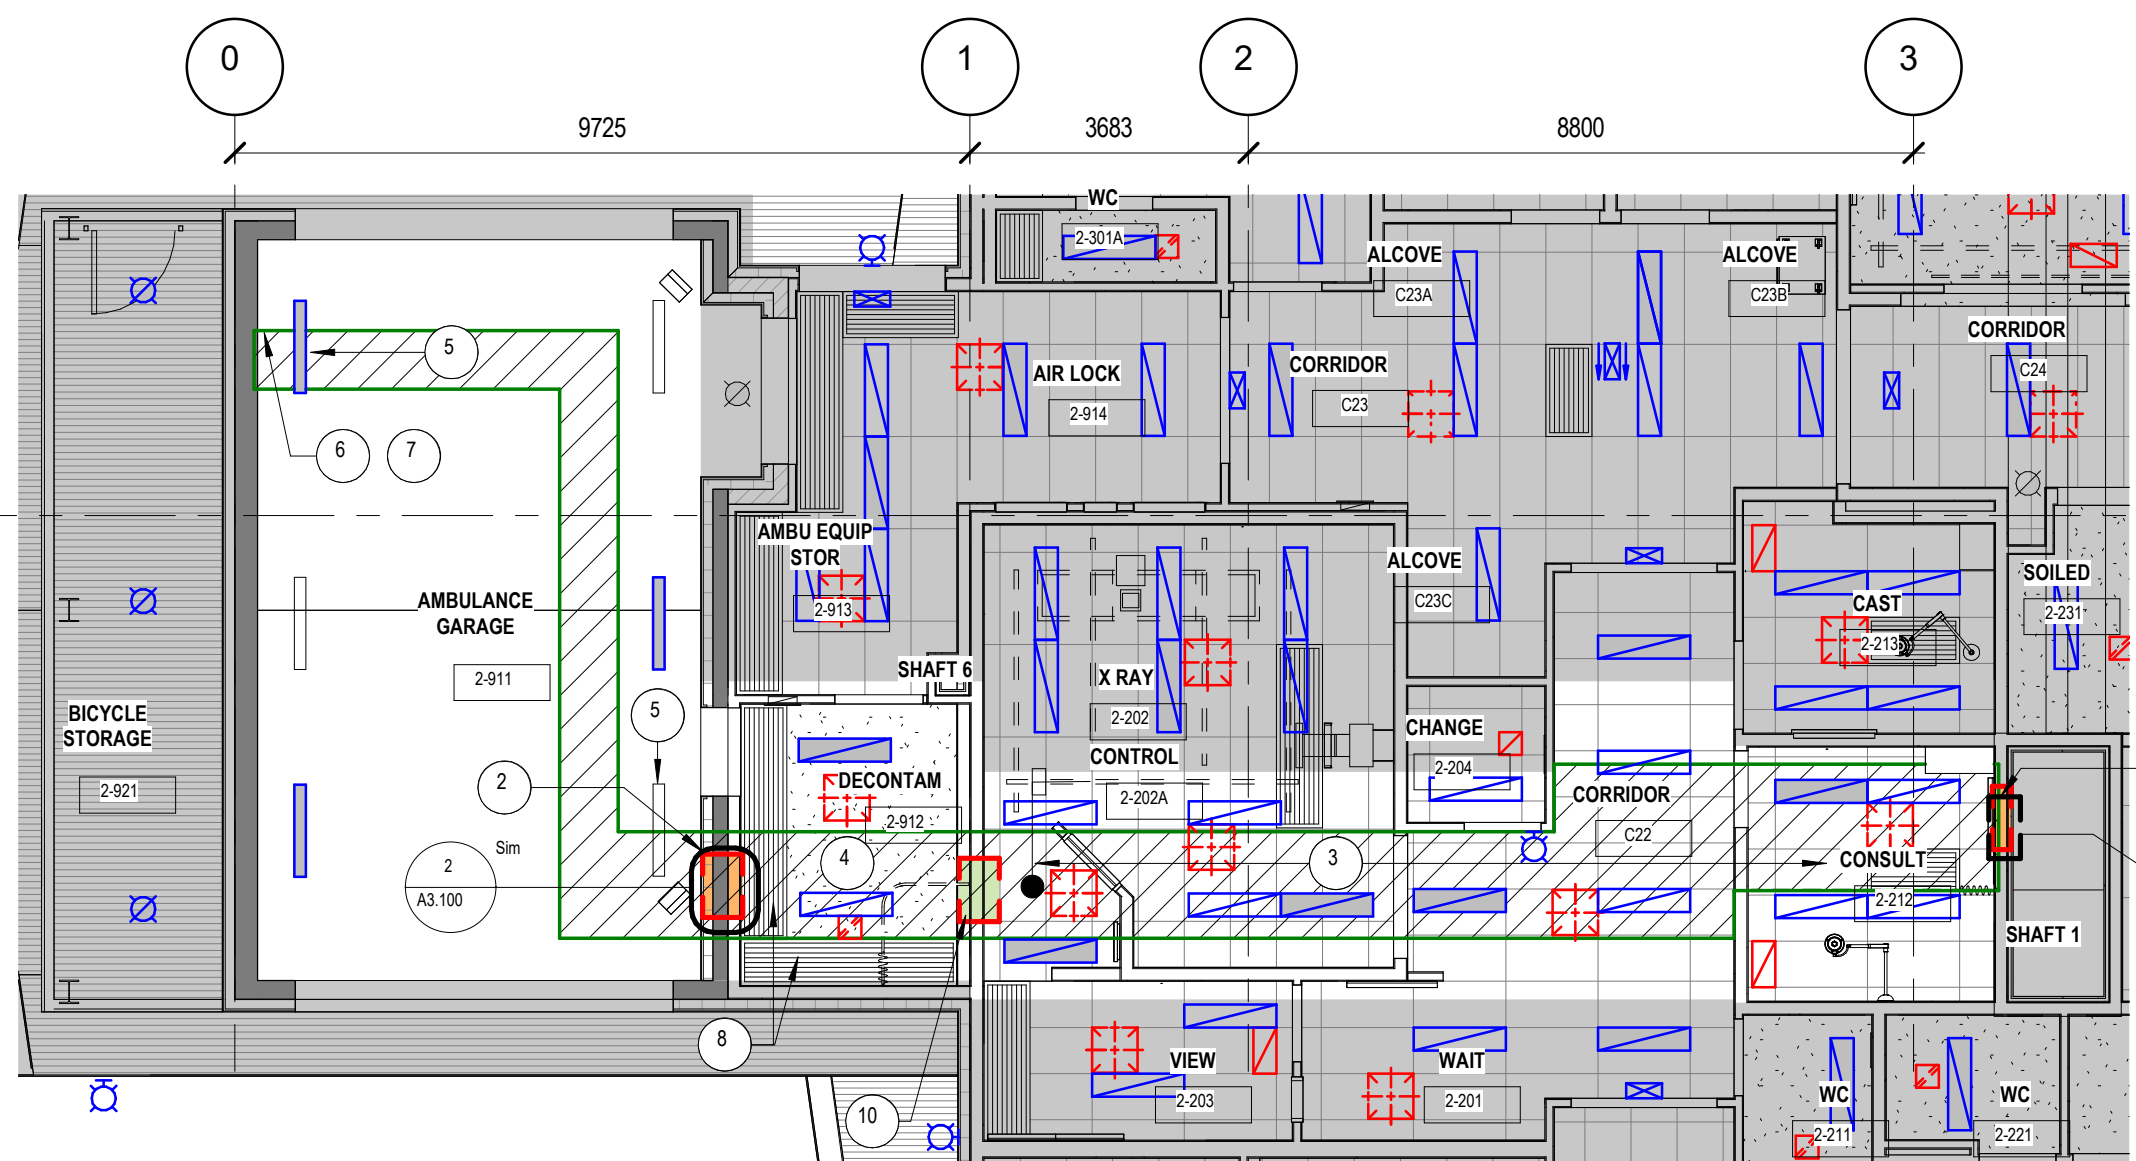 0
1
2
3
9725
3683
8800
WC
2-301A
ALCOVE
C23A
ALCOVE
C23B
CORRIDOR
C24
5
AIR LOCK
2-914
CORRIDOR
C23
6
7
AMBU EQUIP
STOR
2-913
ALCOVE
C23C
SOILED
2-231
CAST
2-213
AMBULANCE
GARAGE
2-911
SHAFT 6
X RAY
2-202
5
BICYCLE
STORAGE
2-921
CHANGE
2-204
CONTROL
2-202A
2
DECONTAM
2-912
CORRIDOR
C22
Sim
2
A3.100
4
3
CONSULT
2-212
SHAFT 1
8
VIEW
2-203
WAIT
2-201
10
WC
2-211
WC
2-221